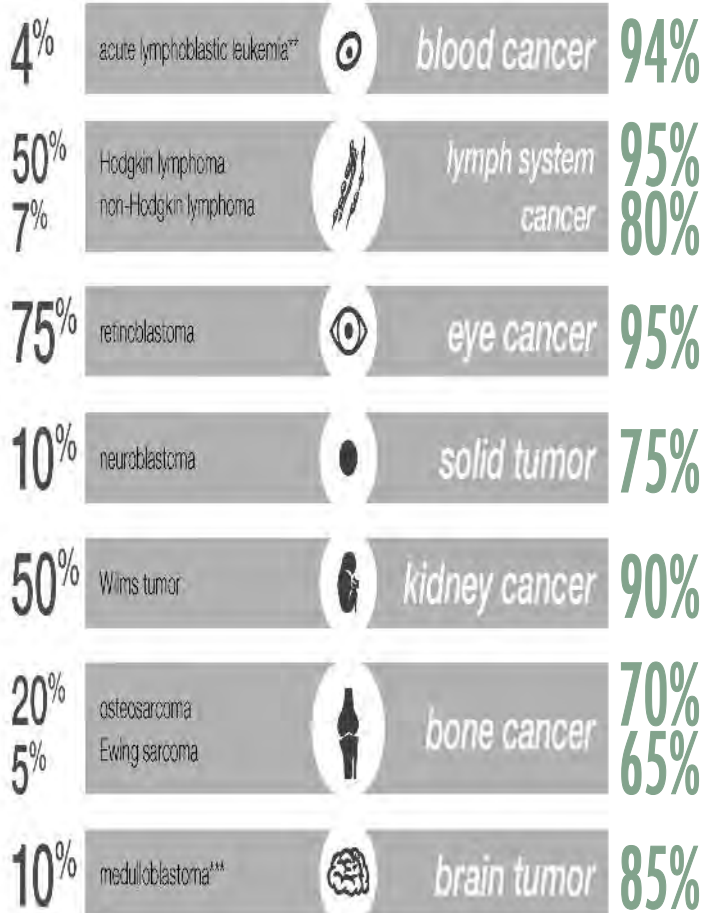 4% acute lymphoblastic leukemia** blood cancer 94%
50% Hodgkin lymphoma lymph system 95%
7% non-Hodgkin lymphoma cancer 80%
75% retinoblastoma eye cancer 95%
10% neuroblastoma solid tumor 75%
50% Wilms tumor kidney cancer 90%
20% osteosarcoma bone cancer 70%
5% Ewing sarcoma 65%
10% medulloblastoma*** brain tumor 85%